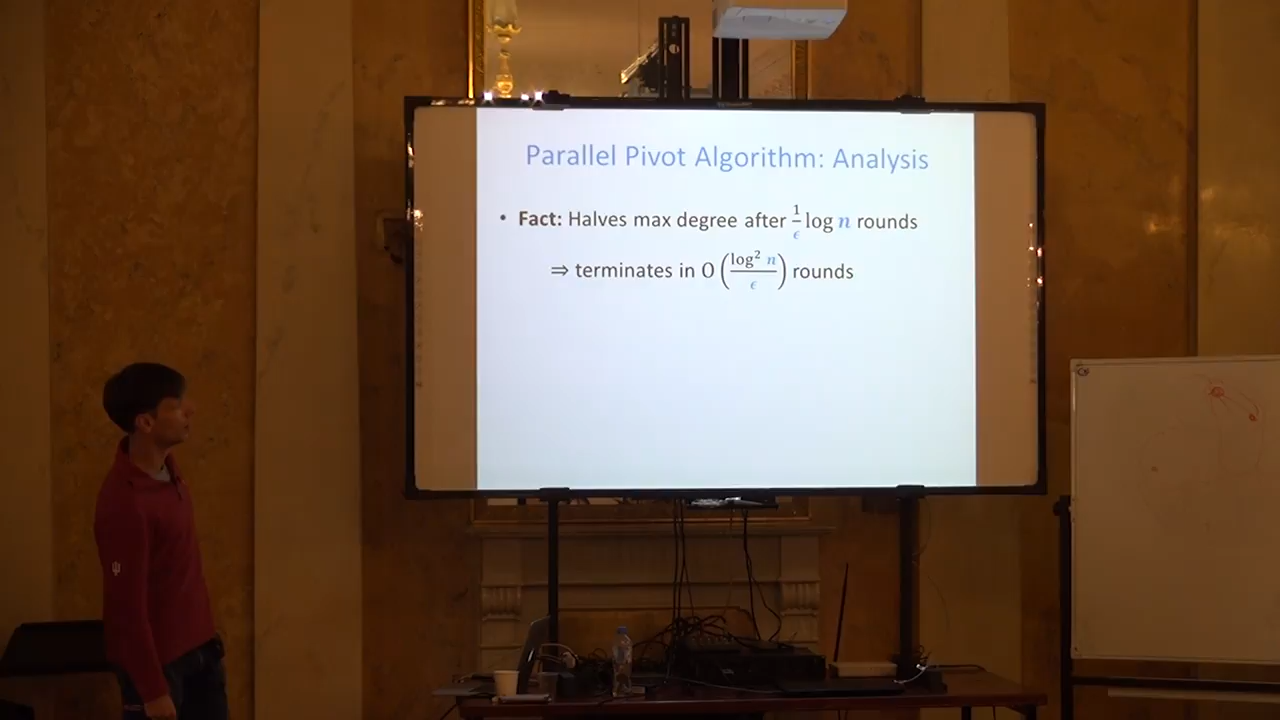 Parallel Pivot Algorithm: Analysis
• Fact: Halves max degree after 1/ϵ log n rounds
⇒ terminates in O(log² n / ϵ) rounds